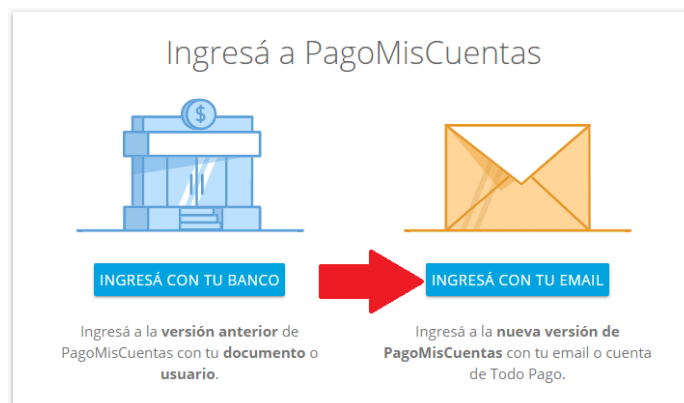 Ingresá a PagoMisCuentas
$
INGRESÁ CON TU BANCO
INGRESÁ CON TU EMAIL
Ingresá a la versión anterior de
PagoMisCuentas con tu documento o
usuario.
Ingresá a la nueva versión de
PagoMisCuentas con tu email o cuenta
de Todo Pago.